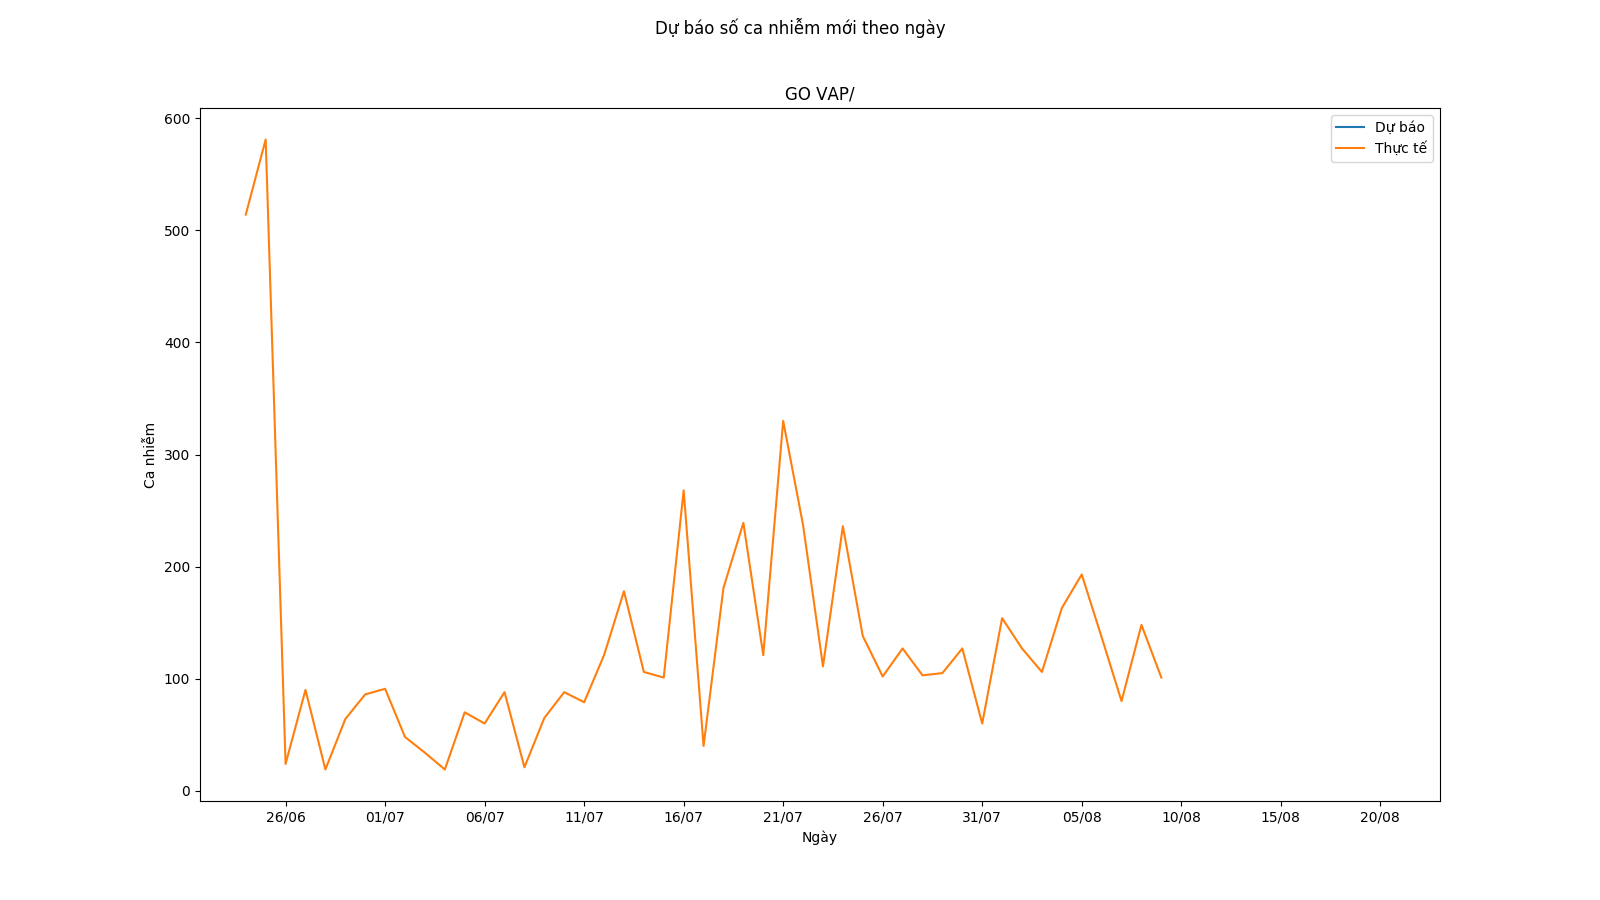 Dự báo số ca nhiễm mới theo ngày
GO VAP/
Dự báo
Thực tế
600
500
400
300
200
100
0
Ca nhiễm
26/06 01/07 06/07 11/07 16/07 21/07 26/07 31/07 05/08 10/08 15/08 20/08
Ngày